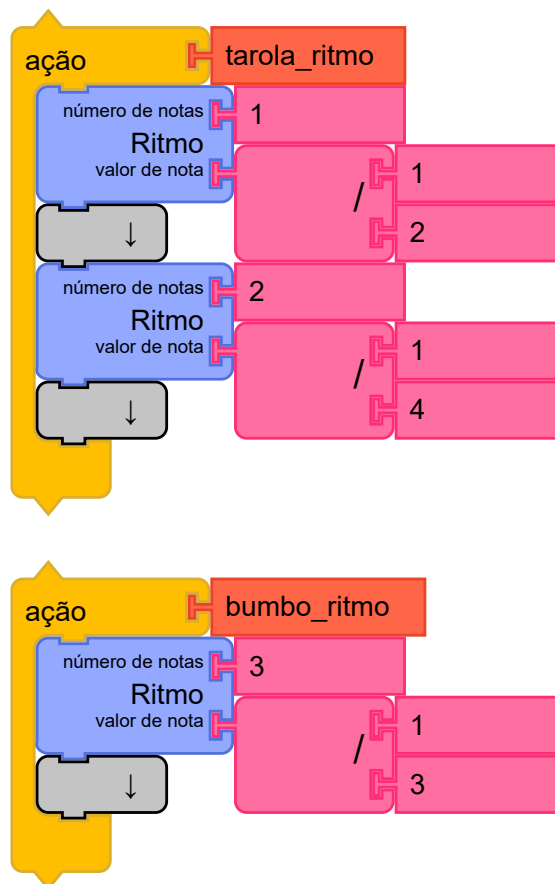 ação tarola_ritmo
número de notas 1
Ritmo
valor de nota / 1
2
↓
número de notas 2
Ritmo
valor de nota / 1
4
↓
ação bumbo_ritmo
número de notas 3
Ritmo
valor de nota / 1
3
↓